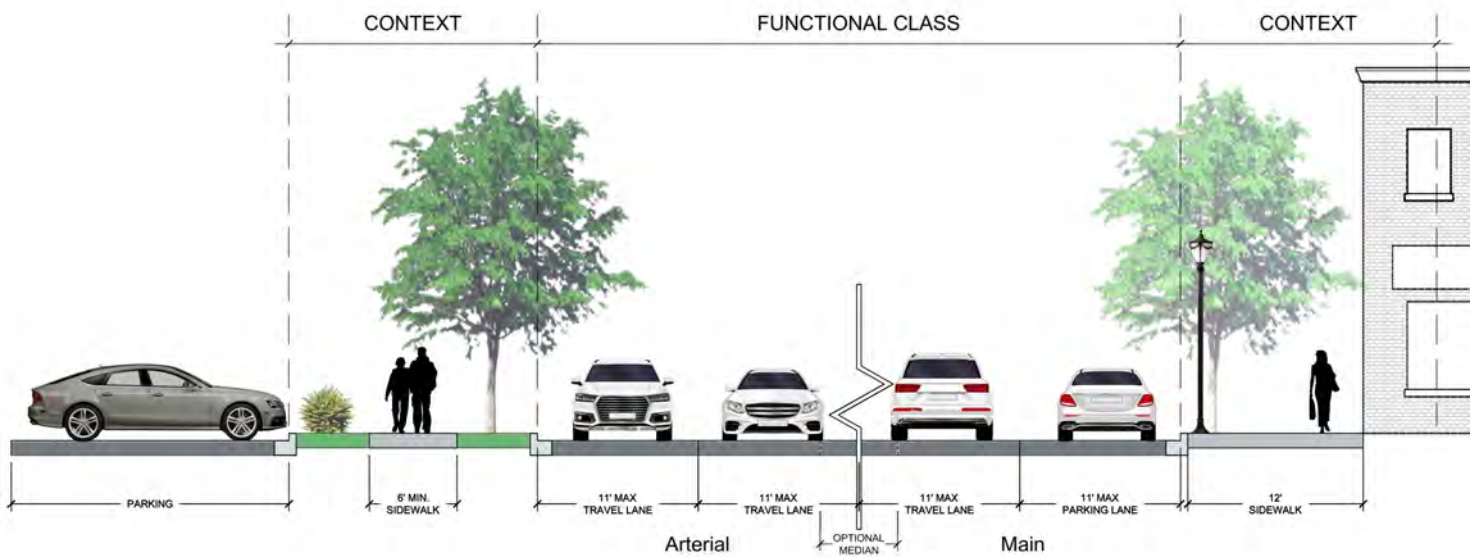 CONTEXT
FUNCTIONAL CLASS
CONTEXT
PARKING
6' MIN.
SIDEWALK
11' MAX
TRAVEL LANE
11' MAX
TRAVEL LANE
11' MAX
TRAVEL LANE
11' MAX
PARKING LANE
12'
SIDEWALK
Arterial
OPTIONAL
MEDIAN
Main